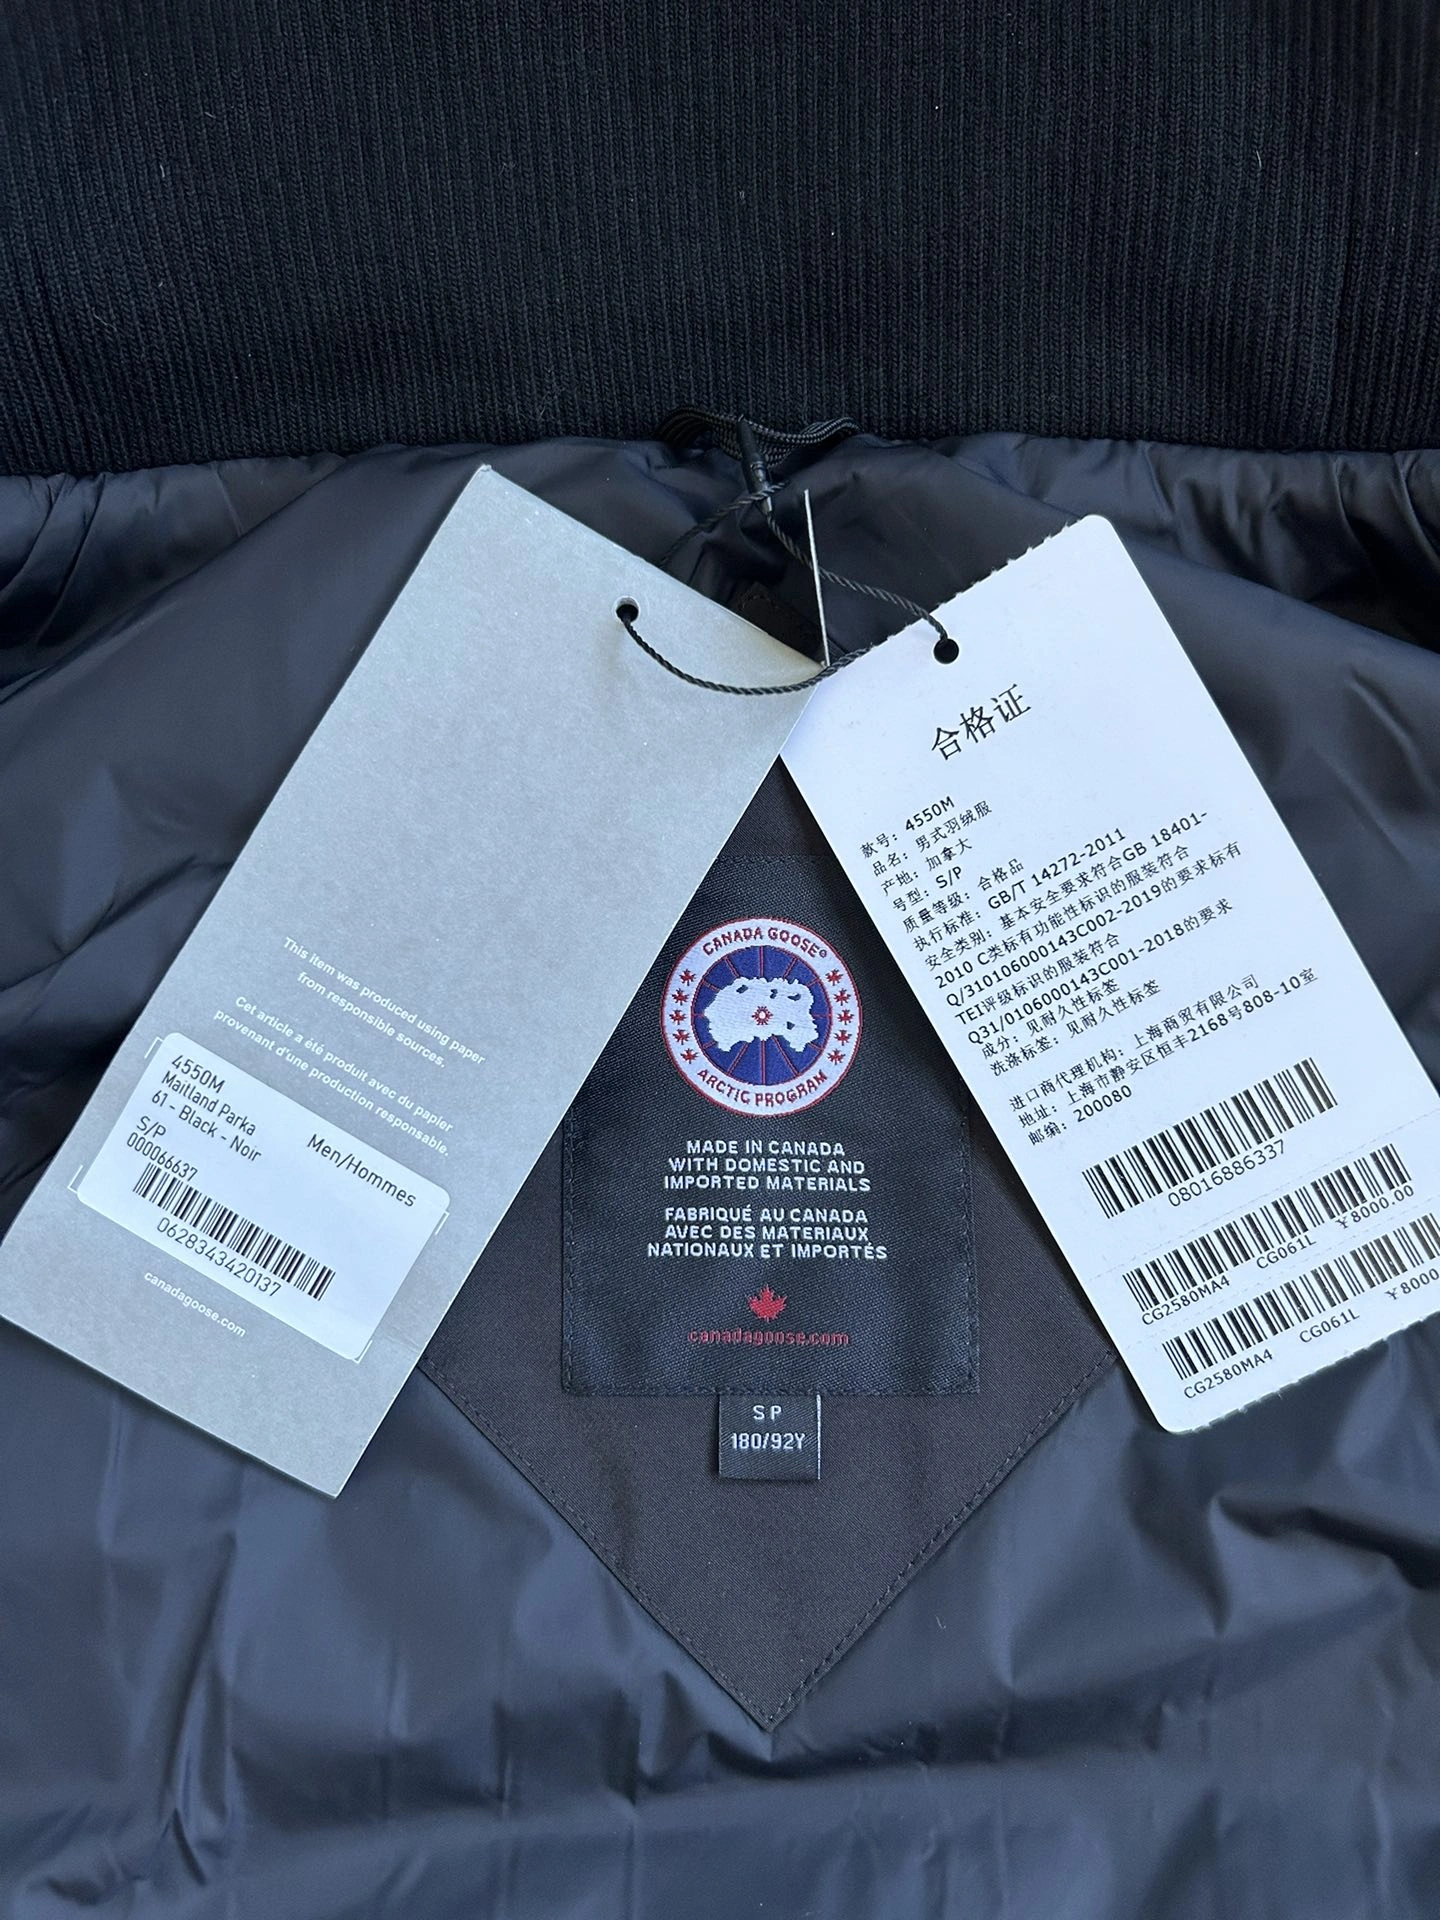 This item was produced using paper
from responsible sources.
Cet article a été produit avec du papier
provenant d'une production responsable.
4550M
Maitland Parka
61 - Black - Noir
S/P
Men/Hommes
000066637
0628343420137
canadagoose.com
CANADA GOOSE®
ARCTIC PROGRAM
MADE IN CANADA
WITH DOMESTIC AND
IMPORTED MATERIALS
FABRIQUÉ AU CANADA
AVEC DES MATERIAUX
NATIONAUX ET IMPORTÉS
canadagoose.com
SP
180/92Y
合格证
款号: 4550M
品名: 男式羽绒服
产地: 加拿大
号型: S/P
质量等级: 合格品
执行标准: GB/T 14272-2011
安全类别: 基本安全要求符合GB 18401-
2010 C类标有功能性标识的服装符合
Q/310106000143C002-2019的要求标有
TEI评级标识的服装符合
Q31/0106000143C001-2018的要求
成分: 见耐久性标签
洗涤标签: 见耐久性标签
进口商代理机构: 上海商贸有限公司
地址: 上海市静安区恒丰2168号808-10室
邮编: 200080
08016886337
¥8000.00
CG2580MA4 CG061L
¥8000
CG2580MA4 CG061L